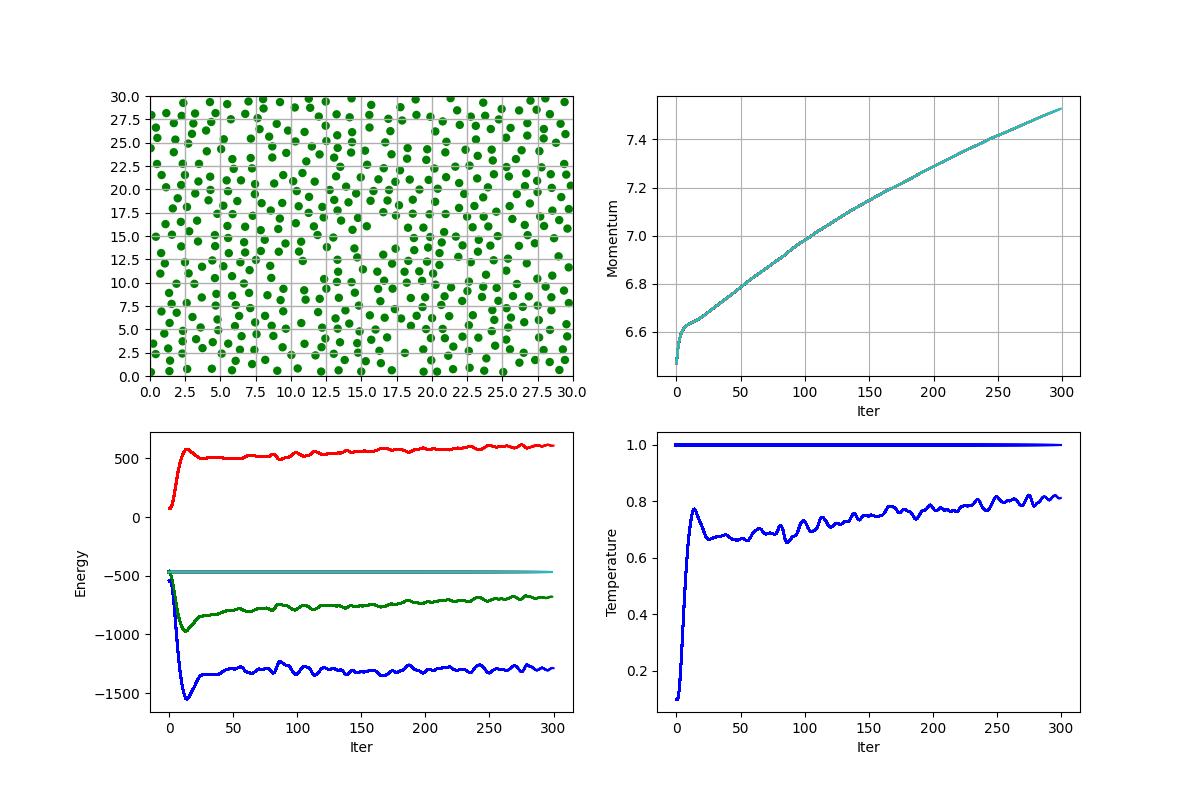 30.0
27.5
25.0
22.5
20.0
17.5
15.0
12.5
10.0
7.5
5.0
2.5
0.0
0.0 2.5 5.0 7.5 10.0 12.5 15.0 17.5 20.0 22.5 25.0 27.5 30.0
Momentum
7.4
7.2
7.0
6.8
6.6
0 50 100 150 200 250 300
Iter
Energy
500
0
−500
−1000
−1500
0 50 100 150 200 250 300
Iter
Temperature
1.0
0.8
0.6
0.4
0.2
0 50 100 150 200 250 300
Iter